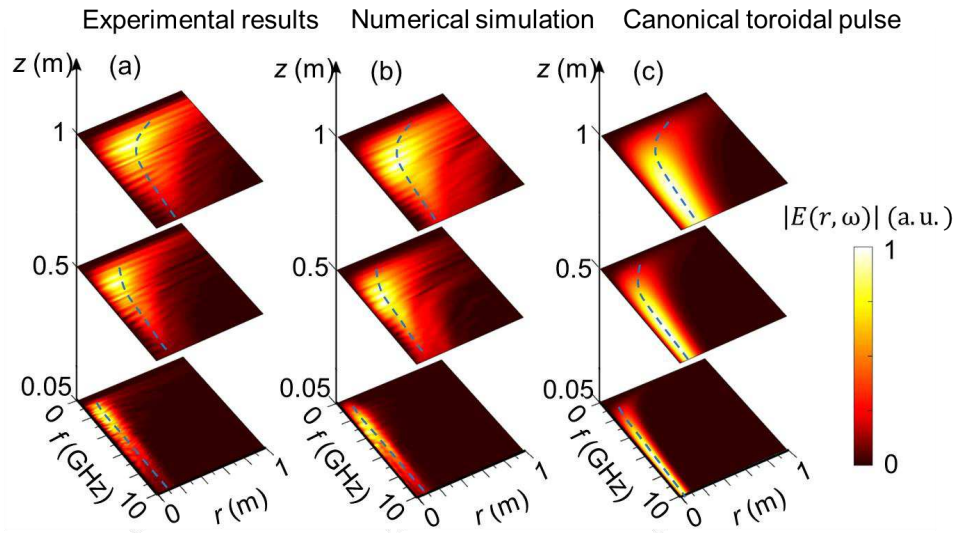 Experimental results
Numerical simulation
Canonical toroidal pulse
z (m)
(a)
z (m)
(b)
z (m)
(c)
1
1
1
|E(r, ω)| (a. u.)
1
0
0.5
0.5
0.5
0.05
0.05
0.05
0
f (GHz)
10
0
r (m)
1
0
f (GHz)
10
0
r (m)
1
0
f (GHz)
10
0
r (m)
1